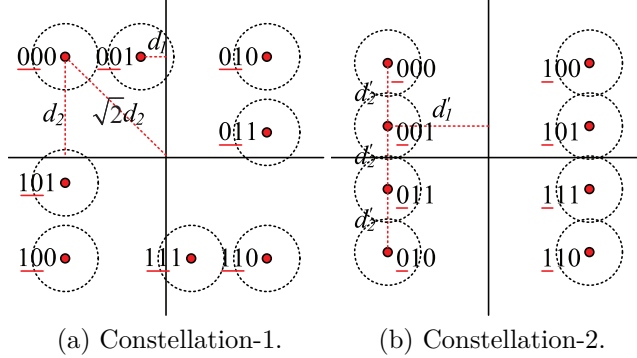 000 001 d₁ 010
d₂ √2d₂ 011
101
100 111 110
(a) Constellation-1.
000 100
d′₂ d′₁
001 101
d′₂
011 111
d′₂
010 110
(b) Constellation-2.